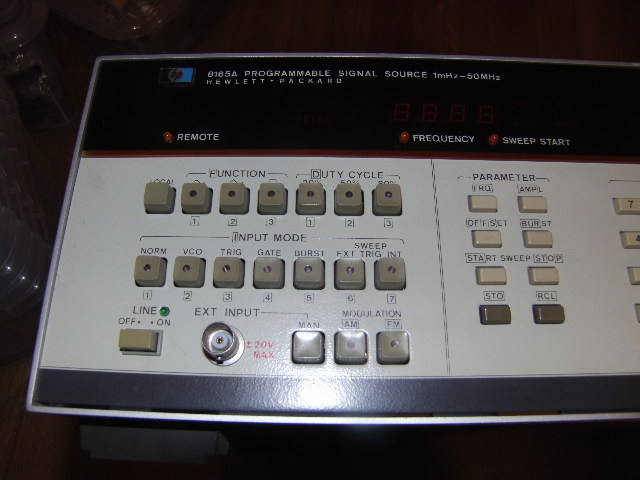 hp 8165A PROGRAMMABLE SIGNAL SOURCE 1mHz-50MHz
HEWLETT • PACKARD
REMOTE
FREQUENCY
SWEEP START
FUNCTION
DUTY CYCLE
LOCAL
50%
1 2 3 1 2 3
INPUT MODE
SWEEP
NORM VCO TRIG GATE BURST EXT TRIG INT
1 2 3 4 5 6 7
LINE
OFF • • ON
EXT INPUT
± 20V
MAX
MAN
MODULATION
AM FM
PARAMETER
FRQ AMPL
OFFSET BURST
START SWEEP STOP
STO RCL
7